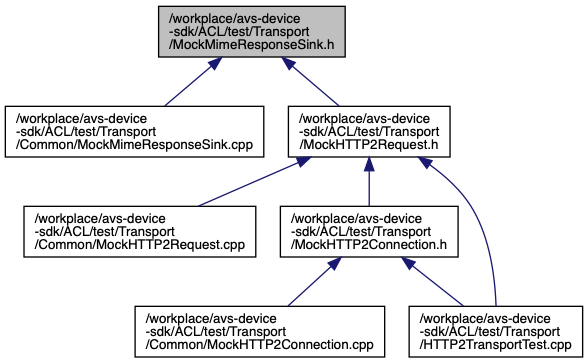 /workplace/avs-device
-sdk/ACL/test/Transport
/MockMimeResponseSink.h
/workplace/avs-device
-sdk/ACL/test/Transport
/Common/MockMimeResponseSink.cpp
/workplace/avs-device
-sdk/ACL/test/Transport
/MockHTTP2Request.h
/workplace/avs-device
-sdk/ACL/test/Transport
/Common/MockHTTP2Request.cpp
/workplace/avs-device
-sdk/ACL/test/Transport
/MockHTTP2Connection.h
/workplace/avs-device
-sdk/ACL/test/Transport
/Common/MockHTTP2Connection.cpp
/workplace/avs-device
-sdk/ACL/test/Transport
/HTTP2TransportTest.cpp